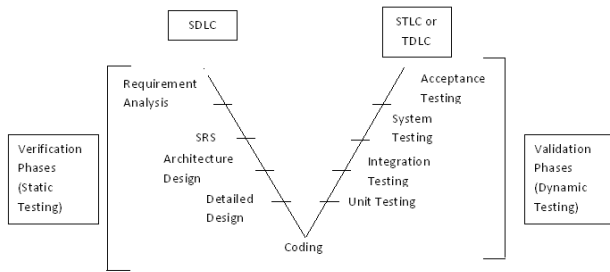 SDLC
STLC or
TDLC
Requirement
Analysis
Acceptance
Testing
System
Testing
SRS
Architecture
Design
Integration
Testing
Detailed
Design
Unit Testing
Coding
Verification
Phases
(Static
Testing)
Validation
Phases
(Dynamic
Testing)